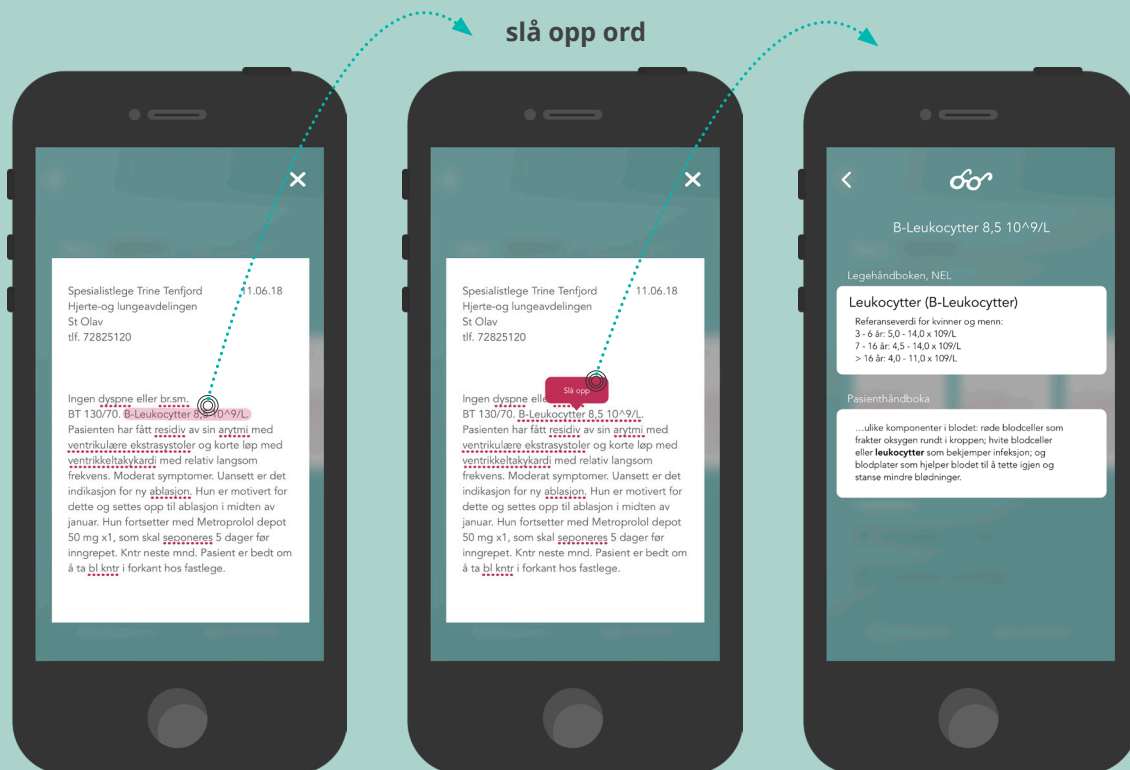 slå opp ord
Spesialistlege Trine Tenfjord 11.06.18
Hjerte-og lungeavdelingen
St Olav
tlf. 72825120
Ingen dyspne eller br.sm.
BT 130/70. B-Leukocytter 8,5 10^9/L.
Pasienten har fått residiv av sin arytmi med
ventrikulære ekstrasystoler og korte løp med
ventrikkeltakykardi med relativ langsom
frekvens. Moderat symptomer. Uansett er det
indikasjon for ny ablasjon. Hun er motivert for
dette og settes opp til ablasjon i midten av
januar. Hun fortsetter med Metroprolol depot
50 mg x1, som skal seponeres 5 dager før
inngrepet. Kntr neste mnd. Pasient er bedt om
å ta bl kntr i forkant hos fastlege.
Spesialistlege Trine Tenfjord 11.06.18
Hjerte-og lungeavdelingen
St Olav
tlf. 72825120
Slå opp
Ingen dyspne elle
BT 130/70. B-Leukocytter 8,5 10^9/L.
Pasienten har fått residiv av sin arytmi med
ventrikulære ekstrasystoler og korte løp med
ventrikkeltakykardi med relativ langsom
frekvens. Moderat symptomer. Uansett er det
indikasjon for ny ablasjon. Hun er motivert for
dette og settes opp til ablasjon i midten av
januar. Hun fortsetter med Metroprolol depot
50 mg x1, som skal seponeres 5 dager før
inngrepet. Kntr neste mnd. Pasient er bedt om
å ta bl kntr i forkant hos fastlege.
B-Leukocytter 8,5 10^9/L
Legehåndboken, NEL
Leukocytter (B-Leukocytter)
Referanseverdi for kvinner og menn:
3 - 6 år: 5,0 - 14,0 x 109/L
7 - 16 år: 4,5 - 14,0 x 109/L
> 16 år: 4,0 - 11,0 x 109/L
Pasienthåndboka
...ulike komponenter i blodet: røde blodceller som
frakter oksygen rundt i kroppen; hvite blodceller
eller leukocytter som bekjemper infeksjon; og
blodplater som hjelper blodet til å tette igjen og
stanse mindre blødninger.